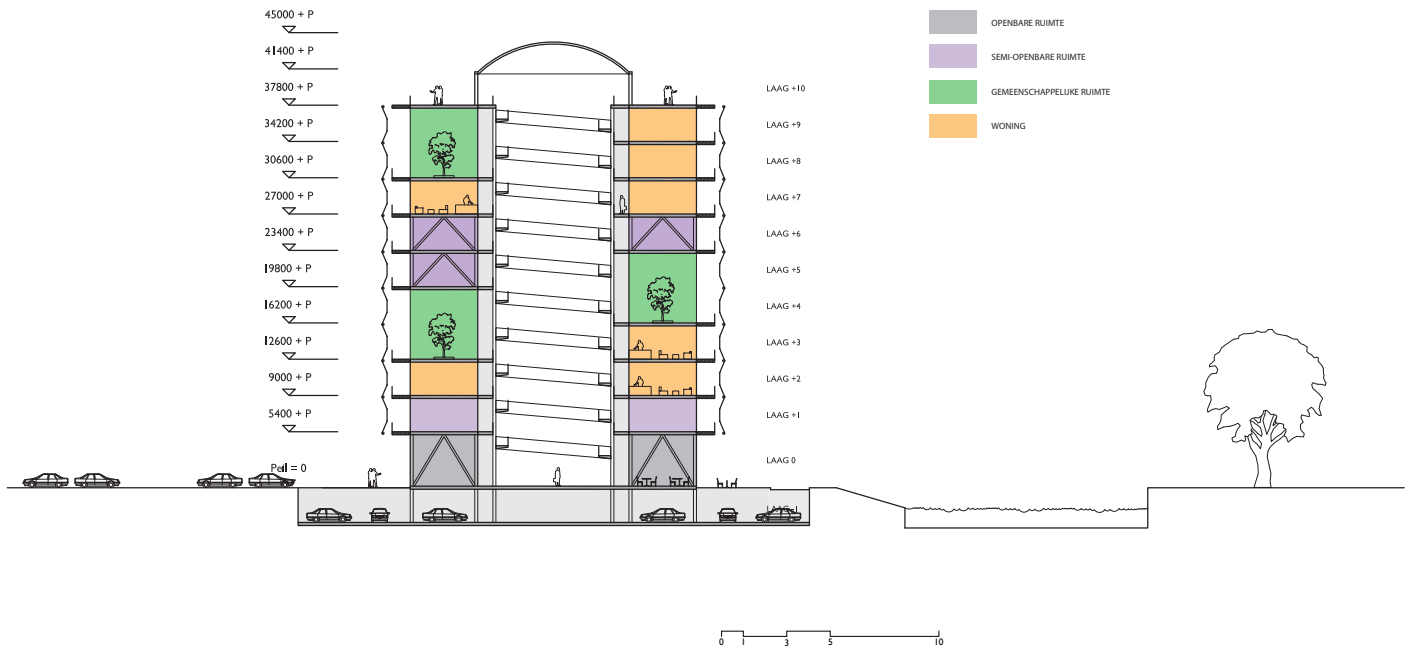 45000 + P
41400 + P
37800 + P
34200 + P
30600 + P
27000 + P
23400 + P
19800 + P
16200 + P
12600 + P
9000 + P
5400 + P
Peil = 0
LAAG +10
LAAG +9
LAAG +8
LAAG +7
LAAG +6
LAAG +5
LAAG +4
LAAG +3
LAAG +2
LAAG +1
LAAG 0
LAAG -1
OPENBARE RUIMTE
SEMI-OPENBARE RUIMTE
GEMEENSCHAPPELIJKE RUIMTE
WONING
0 1 3 5 10